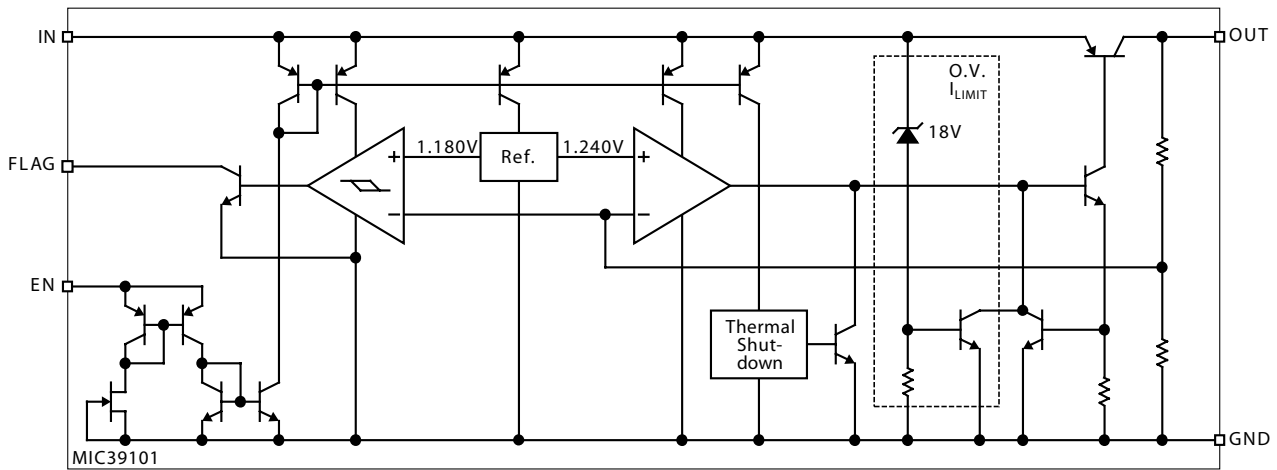 IN
OUT
O.V.
ILIMIT
18V
1.180V
Ref.
1.240V
+
+
FLAG
−
−
EN
Thermal
Shut-
down
GND
MIC39101